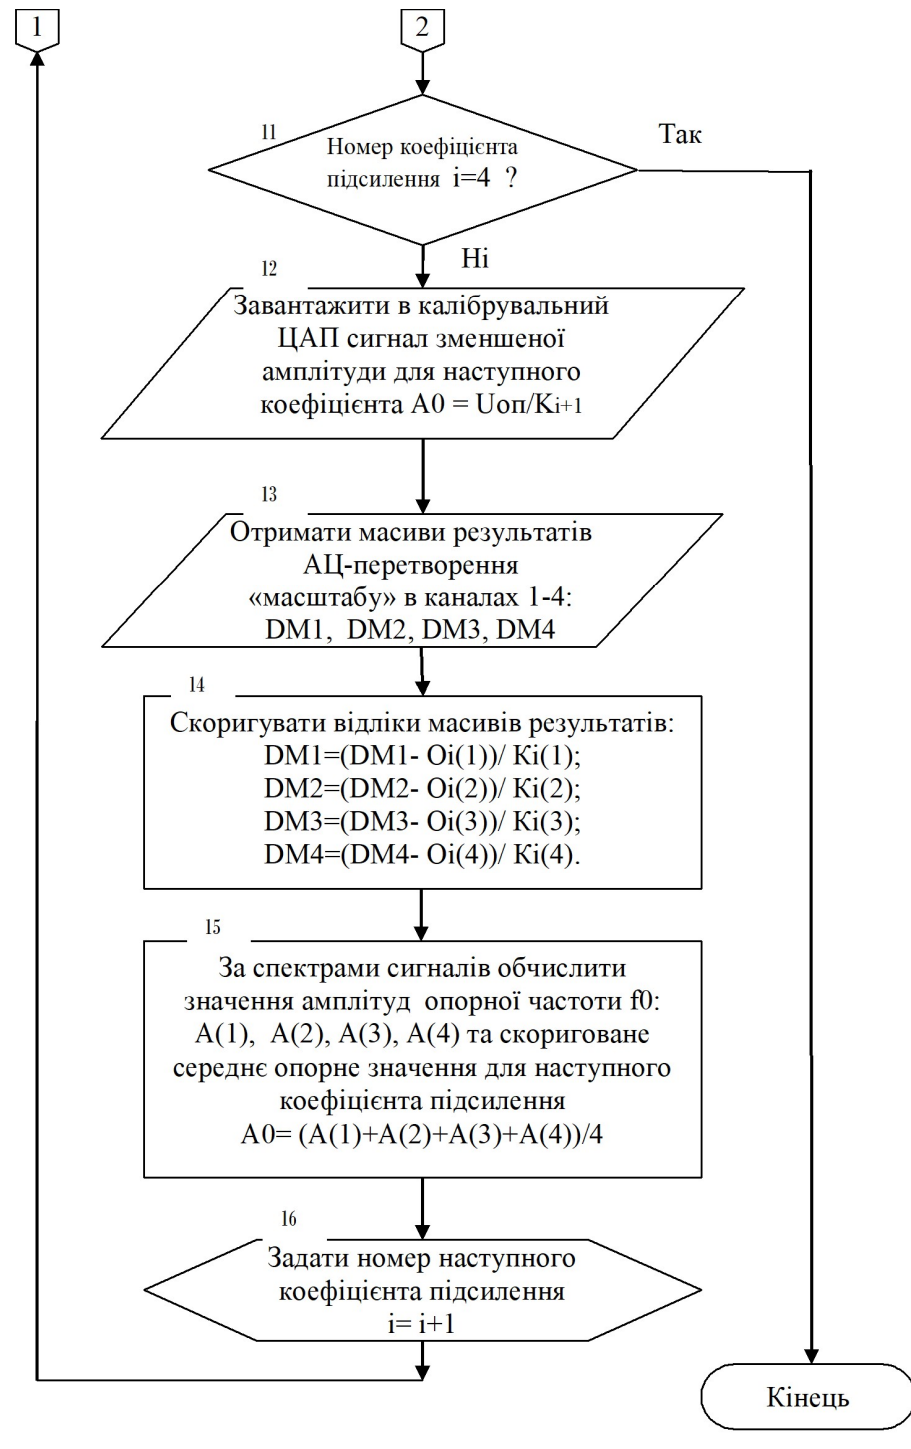 1
2
11
Так
Номер коефіцієнта
підсилення i=4 ?
Ні
12
Завантажити в калібрувальний
ЦАП сигнал зменшеної
амплітуди для наступного
коефіцієнта А0 = Uоп/Кi+1
13
Отримати масиви результатів
АЦ-перетворення
«масштабу» в каналах 1-4:
DM1, DM2, DM3, DM4
14
Скоригувати відліки масивів результатів:
DM1=(DM1- Oi(1))/ Ki(1);
DM2=(DM2- Oi(2))/ Ki(2);
DM3=(DM3- Oi(3))/ Ki(3);
DM4=(DM4- Oi(4))/ Ki(4).
15
За спектрами сигналів обчислити
значення амплітуд опорної частоти f0:
А(1), А(2), А(3), А(4) та скориговане
середнє опорне значення для наступного
коефіцієнта підсилення
А0= (А(1)+А(2)+А(3)+А(4))/4
16
Задати номер наступного
коефіцієнта підсилення
i= i+1
Кінець